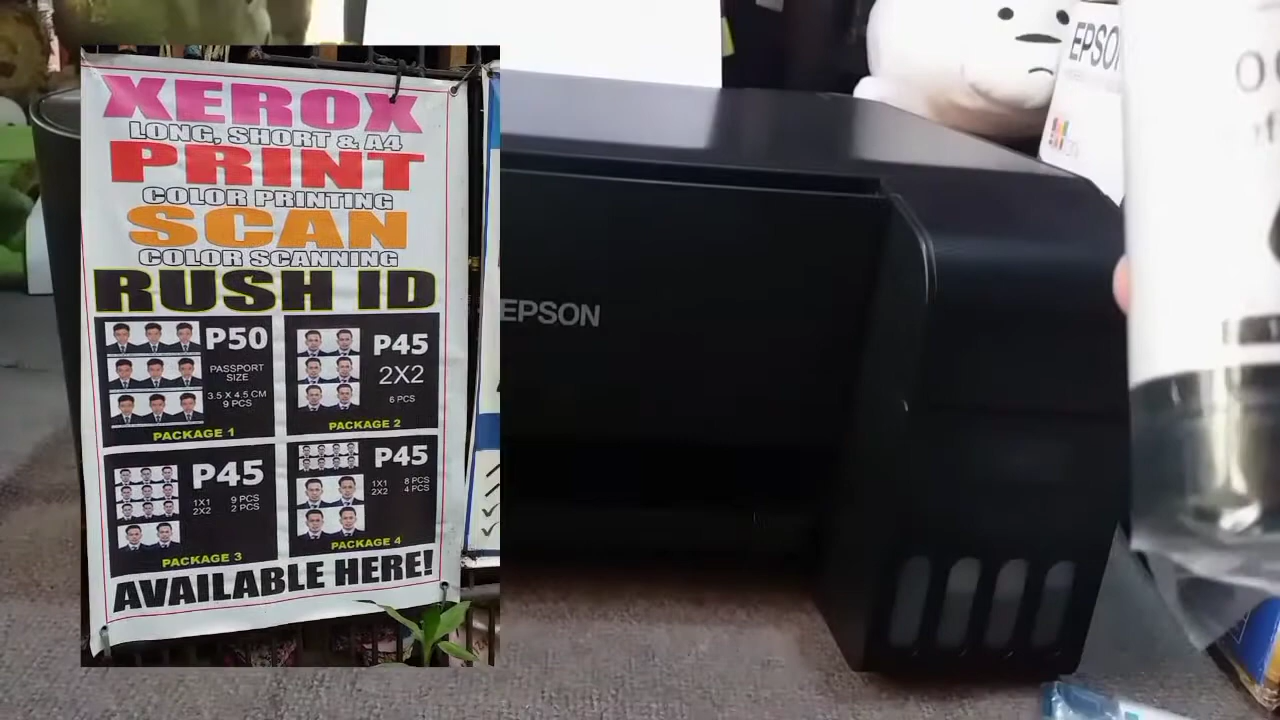 XEROX
LONG, SHORT & A4
PRINT
COLOR PRINTING
SCAN
COLOR SCANNING
RUSH ID
P50
PASSPORT
SIZE
3.5 X 4.5 CM
9 PCS
PACKAGE 1
P45
2X2
6 PCS
PACKAGE 2
P45
1X1 9 PCS
2X2 2 PCS
PACKAGE 3
P45
1X1 8 PCS
2X2 4 PCS
PACKAGE 4
AVAILABLE HERE!
EPSON